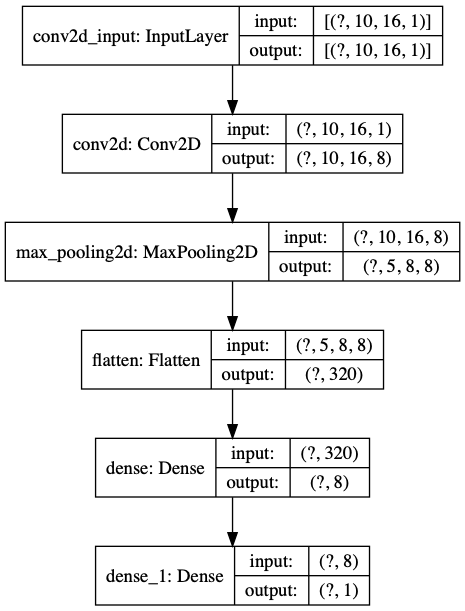 conv2d_input: InputLayer
input: [(?, 10, 16, 1)]
output: [(?, 10, 16, 1)]
conv2d: Conv2D
input: (?, 10, 16, 1)
output: (?, 10, 16, 8)
max_pooling2d: MaxPooling2D
input: (?, 10, 16, 8)
output: (?, 5, 8, 8)
flatten: Flatten
input: (?, 5, 8, 8)
output: (?, 320)
dense: Dense
input: (?, 320)
output: (?, 8)
dense_1: Dense
input: (?, 8)
output: (?, 1)